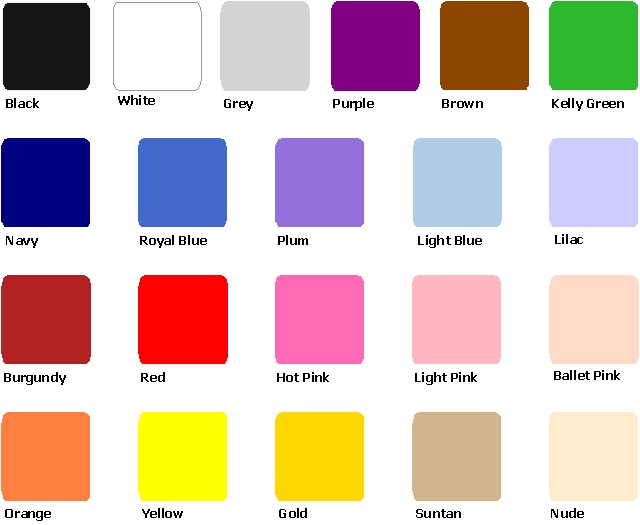 Black
White
Grey
Purple
Brown
Kelly Green
Navy
Royal Blue
Plum
Light Blue
Lilac
Burgundy
Red
Hot Pink
Light Pink
Ballet Pink
Orange
Yellow
Gold
Suntan
Nude